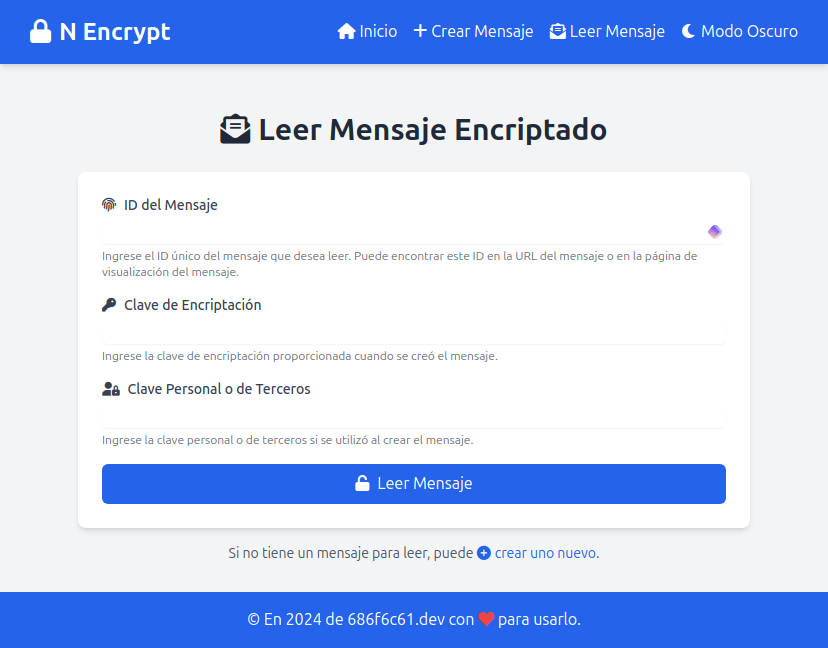 N Encrypt
Inicio Crear Mensaje Leer Mensaje Modo Oscuro
Leer Mensaje Encriptado
ID del Mensaje
Ingrese el ID único del mensaje que desea leer. Puede encontrar este ID en la URL del mensaje o en la página de
visualización del mensaje.
Clave de Encriptación
Ingrese la clave de encriptación proporcionada cuando se creó el mensaje.
Clave Personal o de Terceros
Ingrese la clave personal o de terceros si se utilizó al crear el mensaje.
Leer Mensaje
Si no tiene un mensaje para leer, puede crear uno nuevo.
© En 2024 de 686f6c61.dev con ❤ para usarlo.